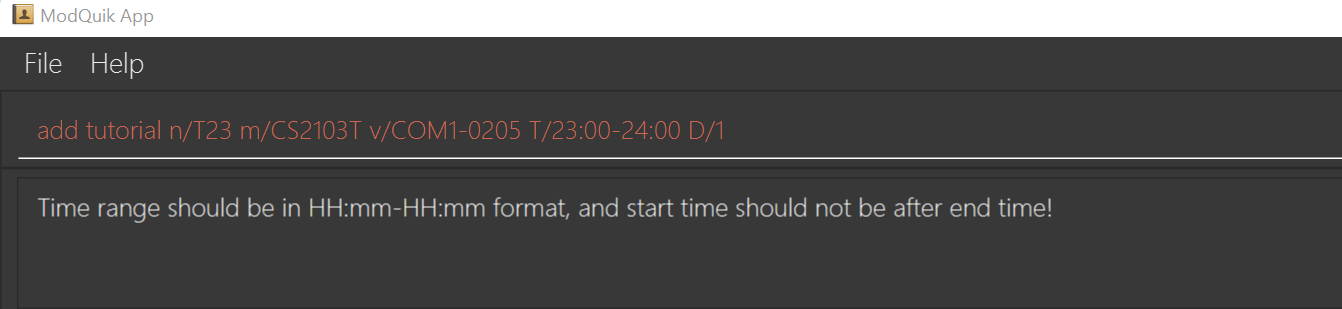 ModQuik App
File Help
add tutorial n/T23 m/CS2103T v/COM1-0205 T/23:00-24:00 D/1
Time range should be in HH:mm-HH:mm format, and start time should not be after end time!